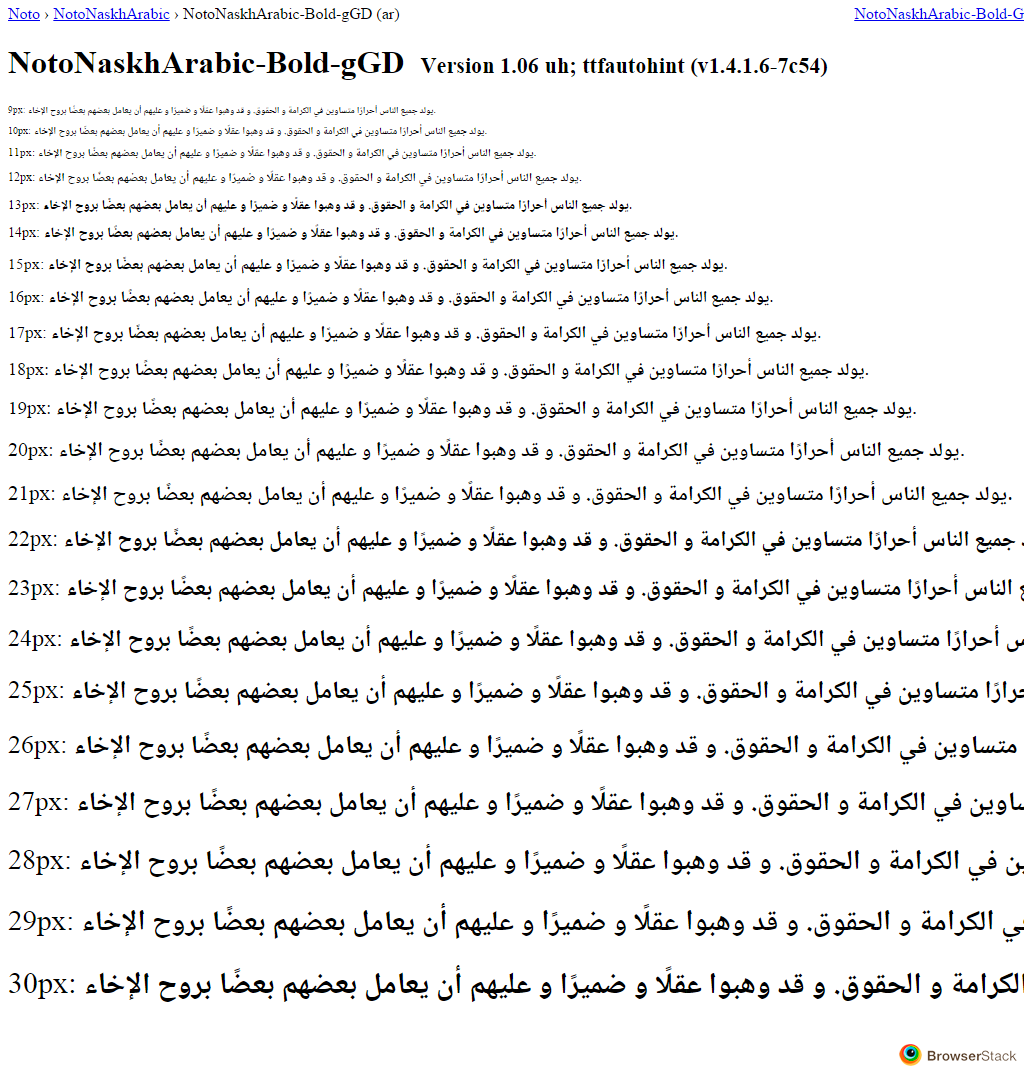 Noto › NotoNaskhArabic › NotoNaskhArabic-Bold-gGD (ar) NotoNaskhArabic-Bold-G
NotoNaskhArabic-Bold-gGD Version 1.06 uh; ttfautohint (v1.4.1.6-7c54)
9px: يولد جميع الناس أحرارًا متساوين في الكرامة و الحقوق. و قد وهبوا عقلًا و ضميرًا و عليهم أن يعامل بعضهم بعضًا بروح الإخاء.
10px: يولد جميع الناس أحرارًا متساوين في الكرامة و الحقوق. و قد وهبوا عقلًا و ضميرًا و عليهم أن يعامل بعضهم بعضًا بروح الإخاء.
11px: يولد جميع الناس أحرارًا متساوين في الكرامة و الحقوق. و قد وهبوا عقلًا و ضميرًا و عليهم أن يعامل بعضهم بعضًا بروح الإخاء.
12px: يولد جميع الناس أحرارًا متساوين في الكرامة و الحقوق. و قد وهبوا عقلًا و ضميرًا و عليهم أن يعامل بعضهم بعضًا بروح الإخاء.
13px: يولد جميع الناس أحرارًا متساوين في الكرامة و الحقوق. و قد وهبوا عقلًا و ضميرًا و عليهم أن يعامل بعضهم بعضًا بروح الإخاء.
14px: يولد جميع الناس أحرارًا متساوين في الكرامة و الحقوق. و قد وهبوا عقلًا و ضميرًا و عليهم أن يعامل بعضهم بعضًا بروح الإخاء.
15px: يولد جميع الناس أحرارًا متساوين في الكرامة و الحقوق. و قد وهبوا عقلًا و ضميرًا و عليهم أن يعامل بعضهم بعضًا بروح الإخاء.
16px: يولد جميع الناس أحرارًا متساوين في الكرامة و الحقوق. و قد وهبوا عقلًا و ضميرًا و عليهم أن يعامل بعضهم بعضًا بروح الإخاء.
17px: يولد جميع الناس أحرارًا متساوين في الكرامة و الحقوق. و قد وهبوا عقلًا و ضميرًا و عليهم أن يعامل بعضهم بعضًا بروح الإخاء.
18px: يولد جميع الناس أحرارًا متساوين في الكرامة و الحقوق. و قد وهبوا عقلًا و ضميرًا و عليهم أن يعامل بعضهم بعضًا بروح الإخاء.
19px: يولد جميع الناس أحرارًا متساوين في الكرامة و الحقوق. و قد وهبوا عقلًا و ضميرًا و عليهم أن يعامل بعضهم بعضًا بروح الإخاء.
20px: يولد جميع الناس أحرارًا متساوين في الكرامة و الحقوق. و قد وهبوا عقلًا و ضميرًا و عليهم أن يعامل بعضهم بعضًا بروح الإخاء.
21px: يولد جميع الناس أحرارًا متساوين في الكرامة و الحقوق. و قد وهبوا عقلًا و ضميرًا و عليهم أن يعامل بعضهم بعضًا بروح الإخاء.
22px: جميع الناس أحرارًا متساوين في الكرامة و الحقوق. و قد وهبوا عقلًا و ضميرًا و عليهم أن يعامل بعضهم بعضًا بروح الإخاء
23px: الناس أحرارًا متساوين في الكرامة و الحقوق. و قد وهبوا عقلًا و ضميرًا و عليهم أن يعامل بعضهم بعضًا بروح الإخاء
24px: أحرارًا متساوين في الكرامة و الحقوق. و قد وهبوا عقلًا و ضميرًا و عليهم أن يعامل بعضهم بعضًا بروح الإخاء
25px: متساوين في الكرامة و الحقوق. و قد وهبوا عقلًا و ضميرًا و عليهم أن يعامل بعضهم بعضًا بروح الإخاء
26px: متساوين في الكرامة و الحقوق. و قد وهبوا عقلًا و ضميرًا و عليهم أن يعامل بعضهم بعضًا بروح الإخاء
27px: في الكرامة و الحقوق. و قد وهبوا عقلًا و ضميرًا و عليهم أن يعامل بعضهم بعضًا بروح الإخاء
28px: في الكرامة و الحقوق. و قد وهبوا عقلًا و ضميرًا و عليهم أن يعامل بعضهم بعضًا بروح الإخاء
29px: الكرامة و الحقوق. و قد وهبوا عقلًا و ضميرًا و عليهم أن يعامل بعضهم بعضًا بروح الإخاء
30px: الكرامة و الحقوق. و قد وهبوا عقلًا و ضميرًا و عليهم أن يعامل بعضهم بعضًا بروح الإخاء
BrowserStack